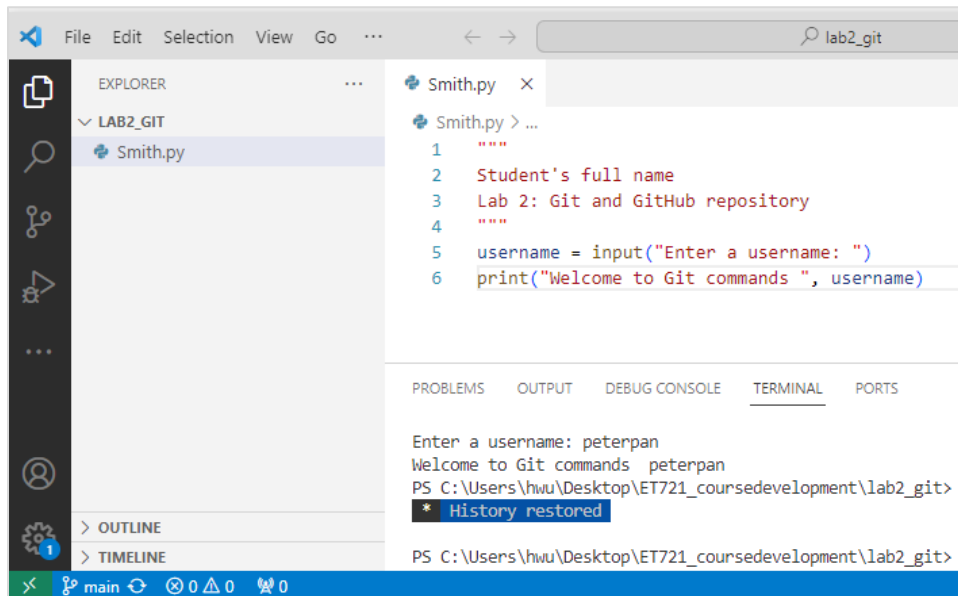 File Edit Selection View Go ... lab2_git
EXPLORER ...
LAB2_GIT
Smith.py
Smith.py ×
Smith.py > ...
1 """
2 Student's full name
3 Lab 2: Git and GitHub repository
4 """
5 username = input("Enter a username: ")
6 print("Welcome to Git commands ", username)
PROBLEMS OUTPUT DEBUG CONSOLE TERMINAL PORTS
Enter a username: peterpan
Welcome to Git commands  peterpan
PS C:\Users\hwu\Desktop\ET721_coursedevelopment\lab2_git>
* History restored
PS C:\Users\hwu\Desktop\ET721_coursedevelopment\lab2_git>
OUTLINE
TIMELINE
1
main 0 0 0